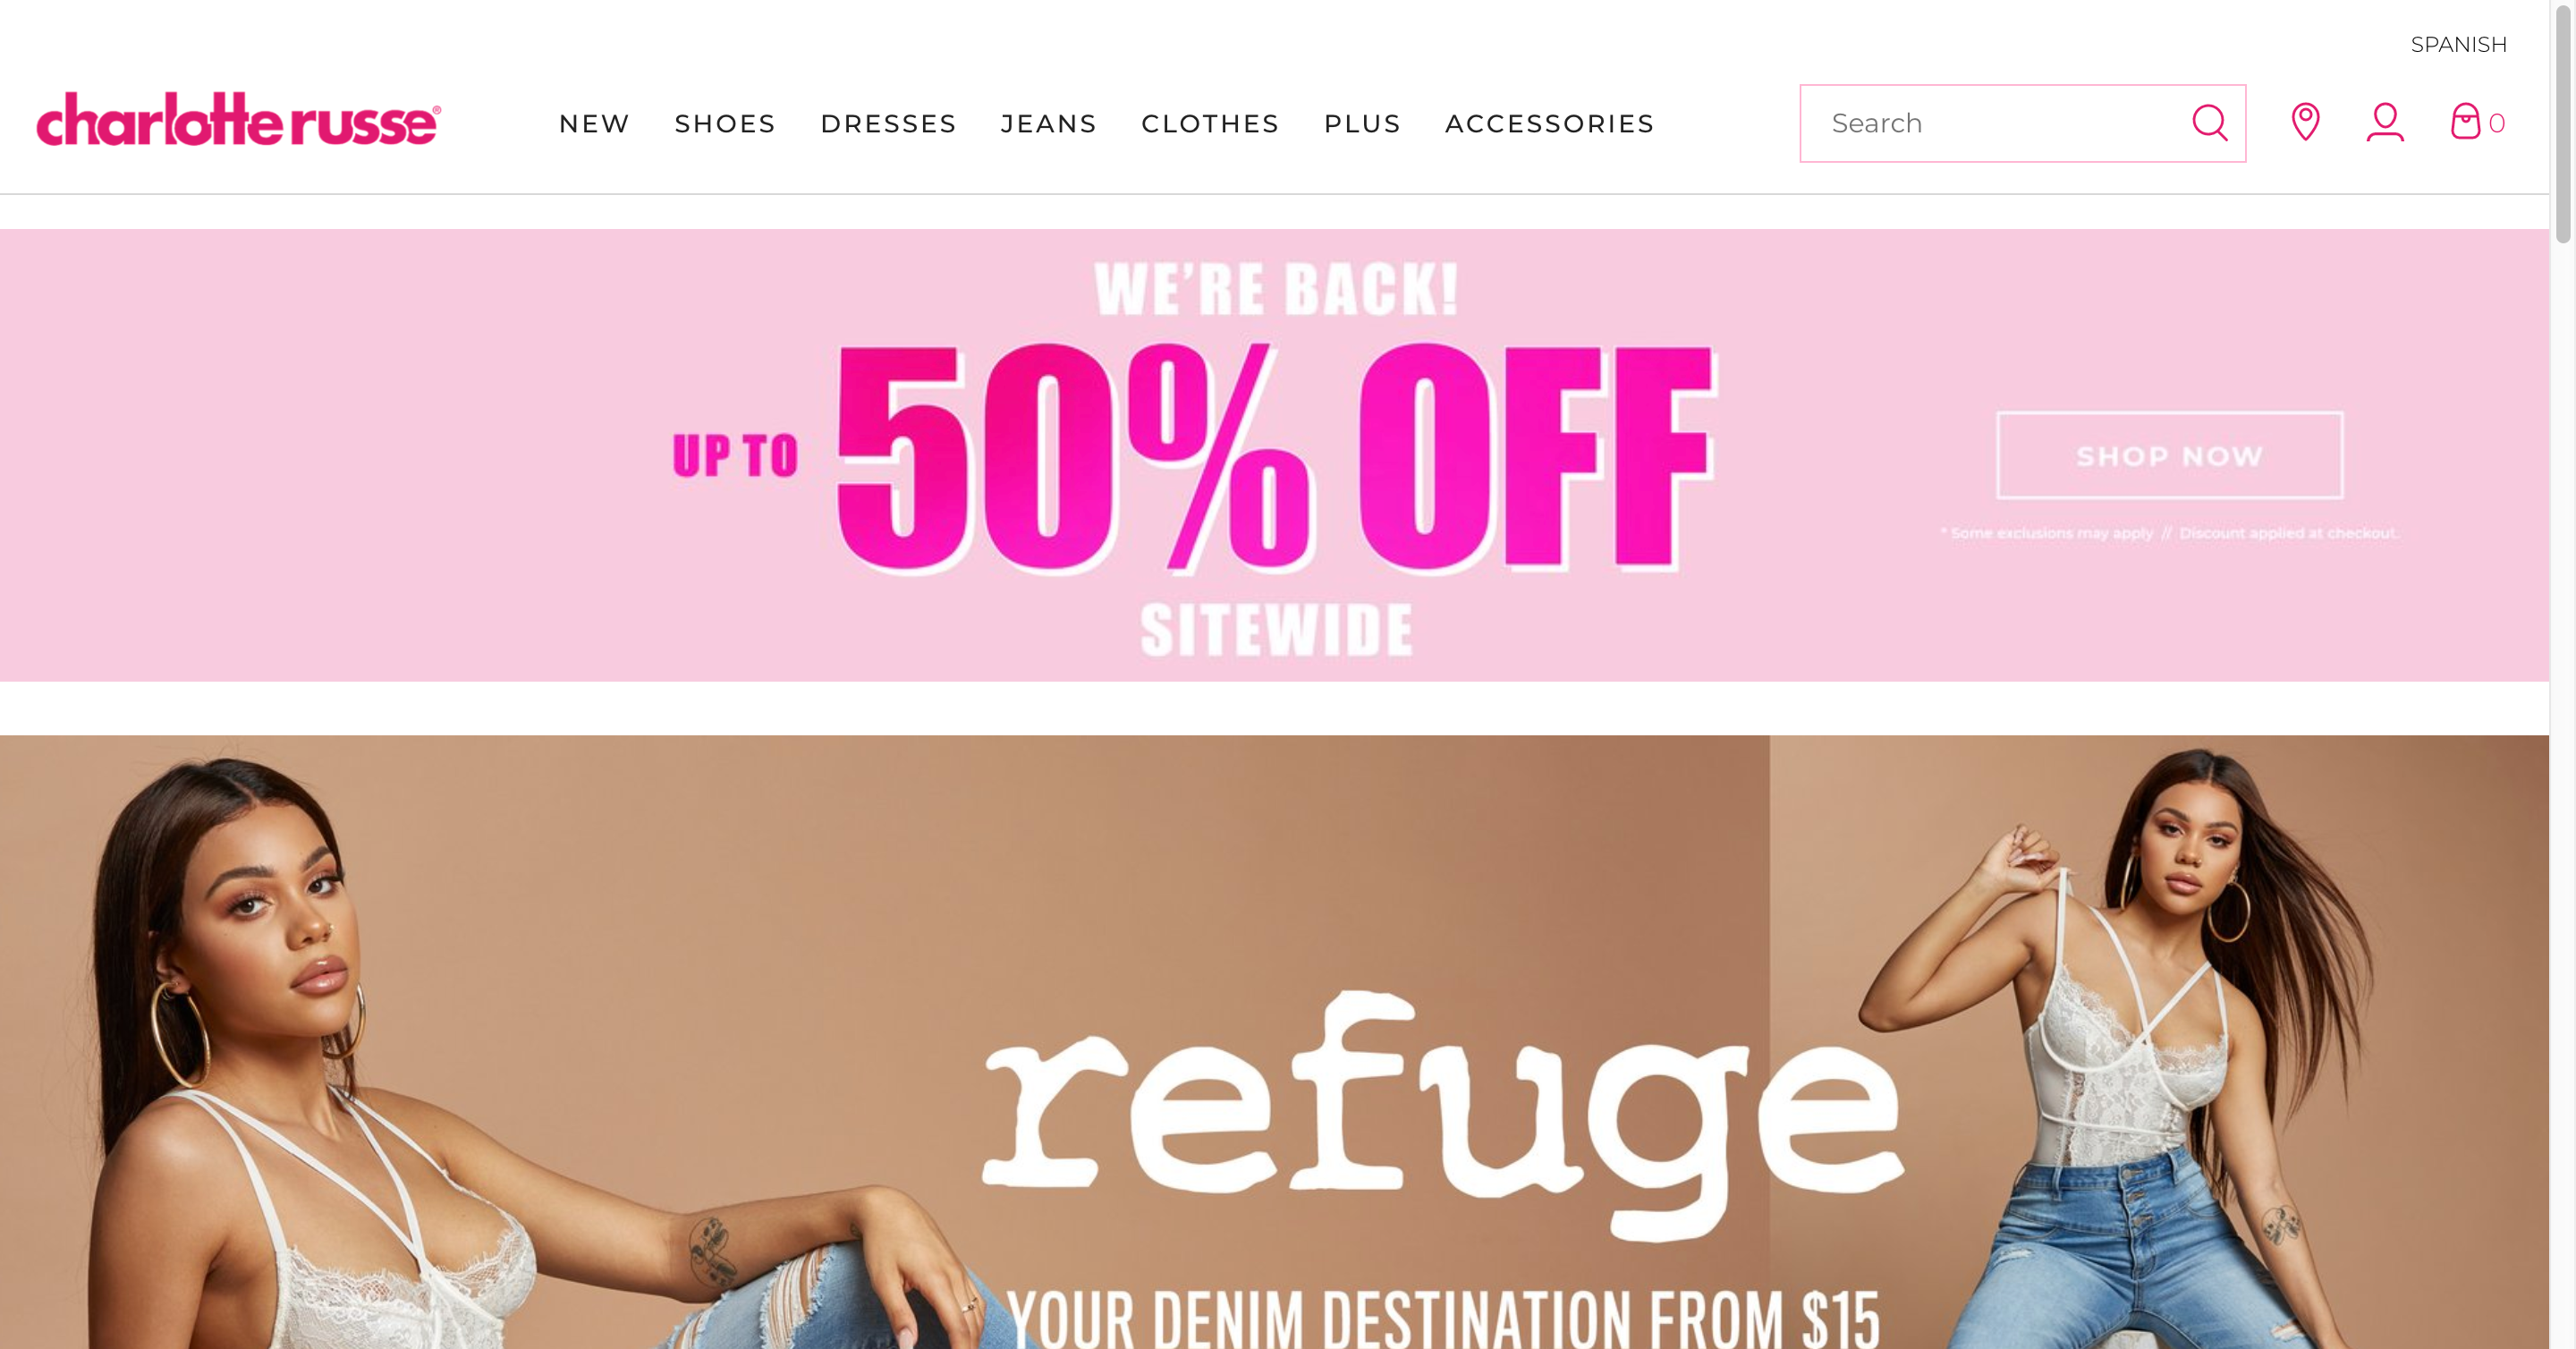 SPANISH
charlotte russe®
NEW SHOES DRESSES JEANS CLOTHES PLUS ACCESSORIES
Search
0
WE'RE BACK!
UP TO 50% OFF
SITEWIDE
SHOP NOW
* Some exclusions may apply // Discount applied at checkout.
refuge
YOUR DENIM DESTINATION FROM $15